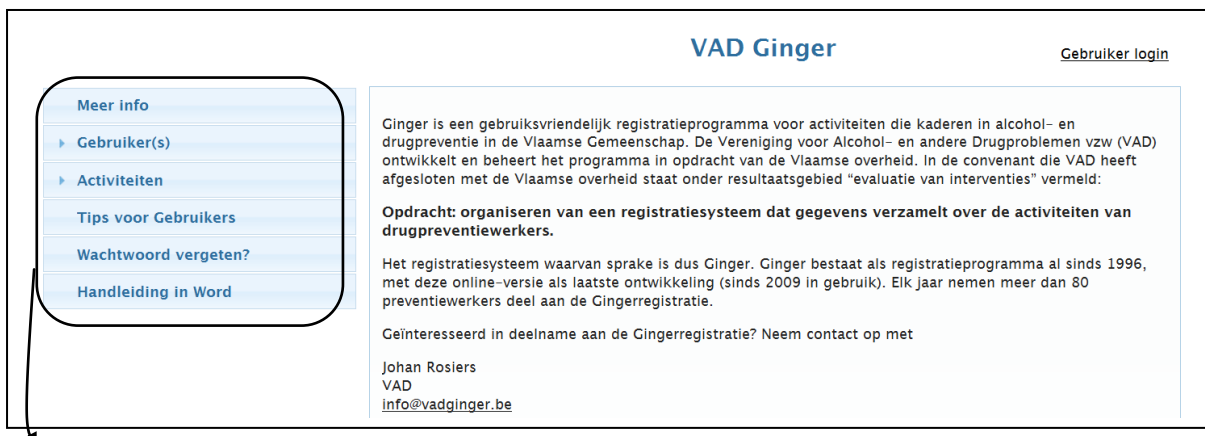 VAD Ginger
Gebruiker login
Meer info
Gebruiker(s)
Activiteiten
Tips voor Gebruikers
Wachtwoord vergeten?
Handleiding in Word
Ginger is een gebruiksvriendelijk registratieprogramma voor activiteiten die kaderen in alcohol- en
drugpreventie in de Vlaamse Gemeenschap. De Vereniging voor Alcohol- en andere Drugproblemen vzw (VAD)
ontwikkelt en beheert het programma in opdracht van de Vlaamse overheid. In de convenant die VAD heeft
afgesloten met de Vlaamse overheid staat onder resultaatsgebied “evaluatie van interventies” vermeld:
Opdracht: organiseren van een registratiesysteem dat gegevens verzamelt over de activiteiten van
drugpreventiewerkers.
Het registratiesysteem waarvan sprake is dus Ginger. Ginger bestaat als registratieprogramma al sinds 1996,
met deze online-versie als laatste ontwikkeling (sinds 2009 in gebruik). Elk jaar nemen meer dan 80
preventiewerkers deel aan de Gingerregistratie.
Geïnteresseerd in deelname aan de Gingerregistratie? Neem contact op met
Johan Rosiers
VAD
info@vadginger.be